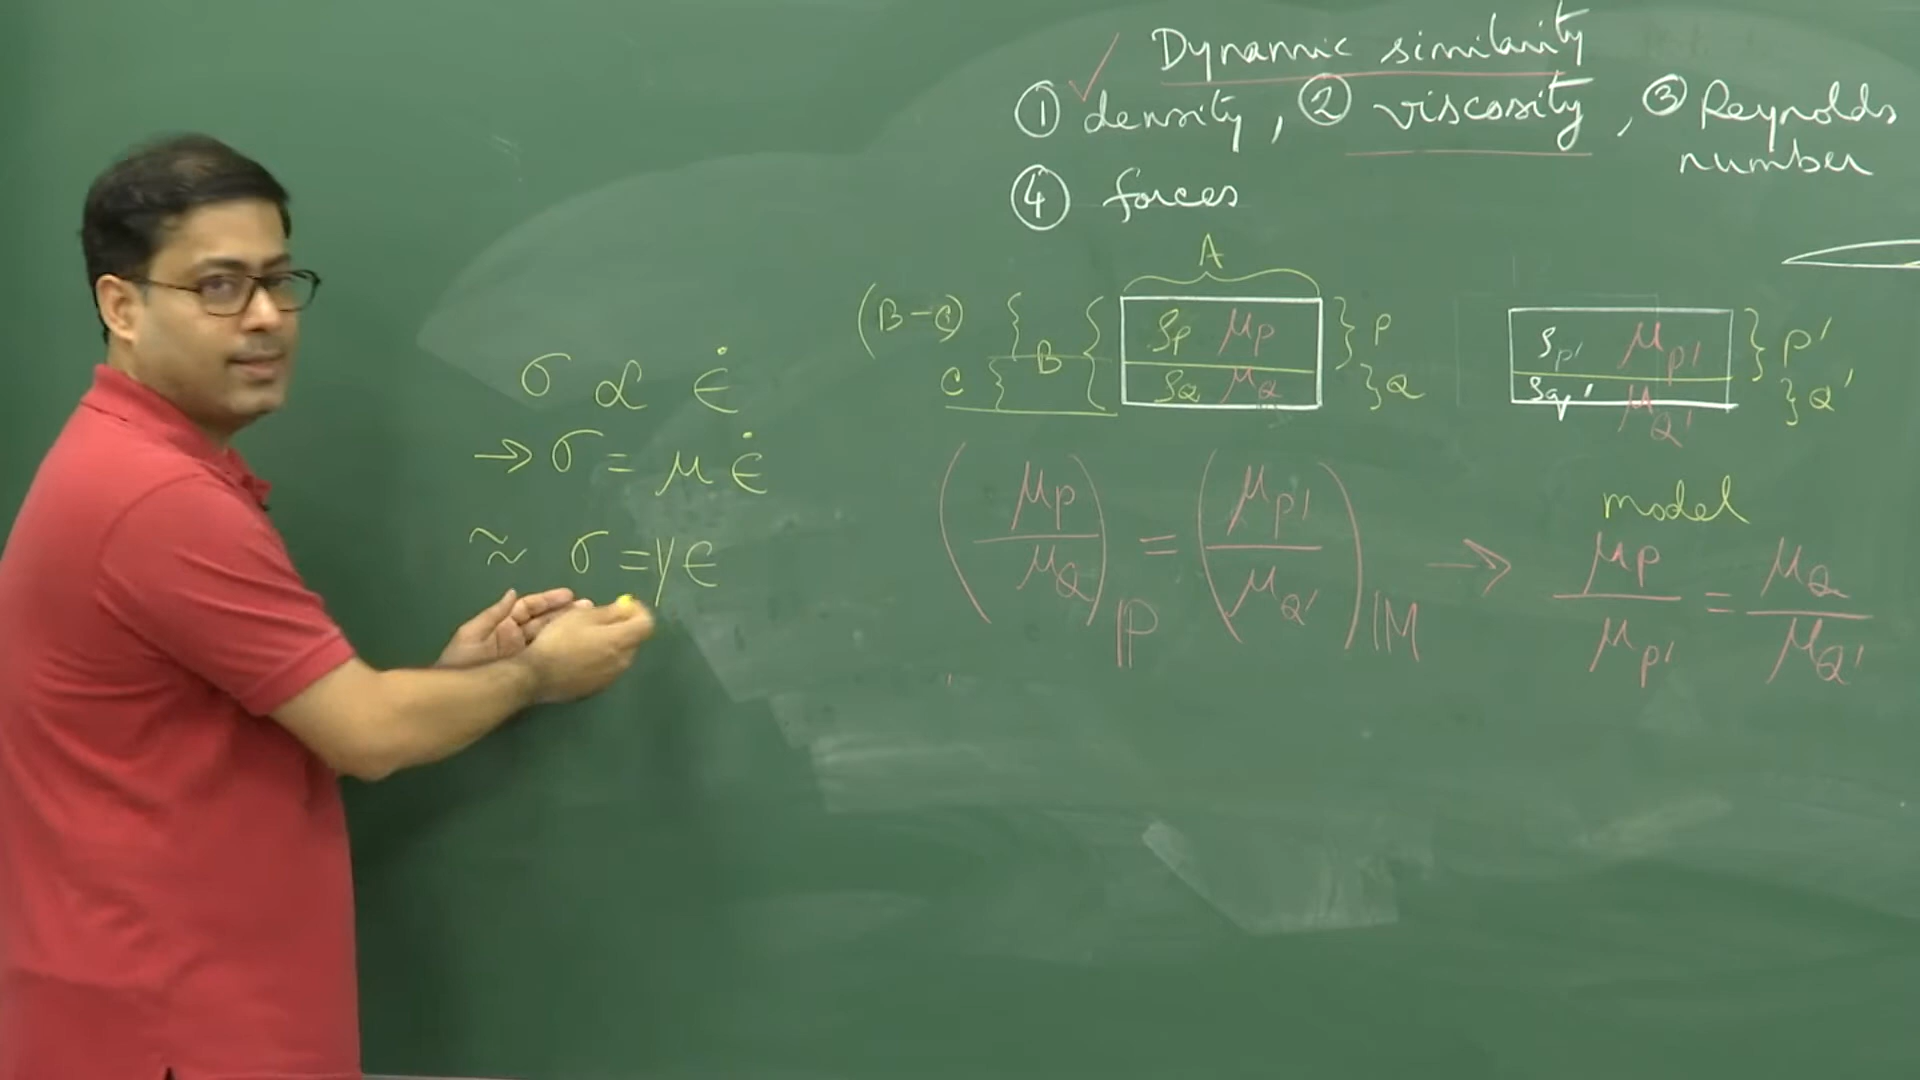 Dynamic similarity
① density, ② viscosity, ③ Reynolds
number
④ forces
A
(B-C) } B { ρP μP } P
C } ρQ μQ } Q
ρP' μP' } P'
ρQ' μQ' } Q'
σ ∝ ε̇
→ σ = μ ε̇
≈ σ = γ ε
model
(μP / μQ)ℙ = (μP' / μQ')𝕄 → μP / μP' = μQ / μQ'